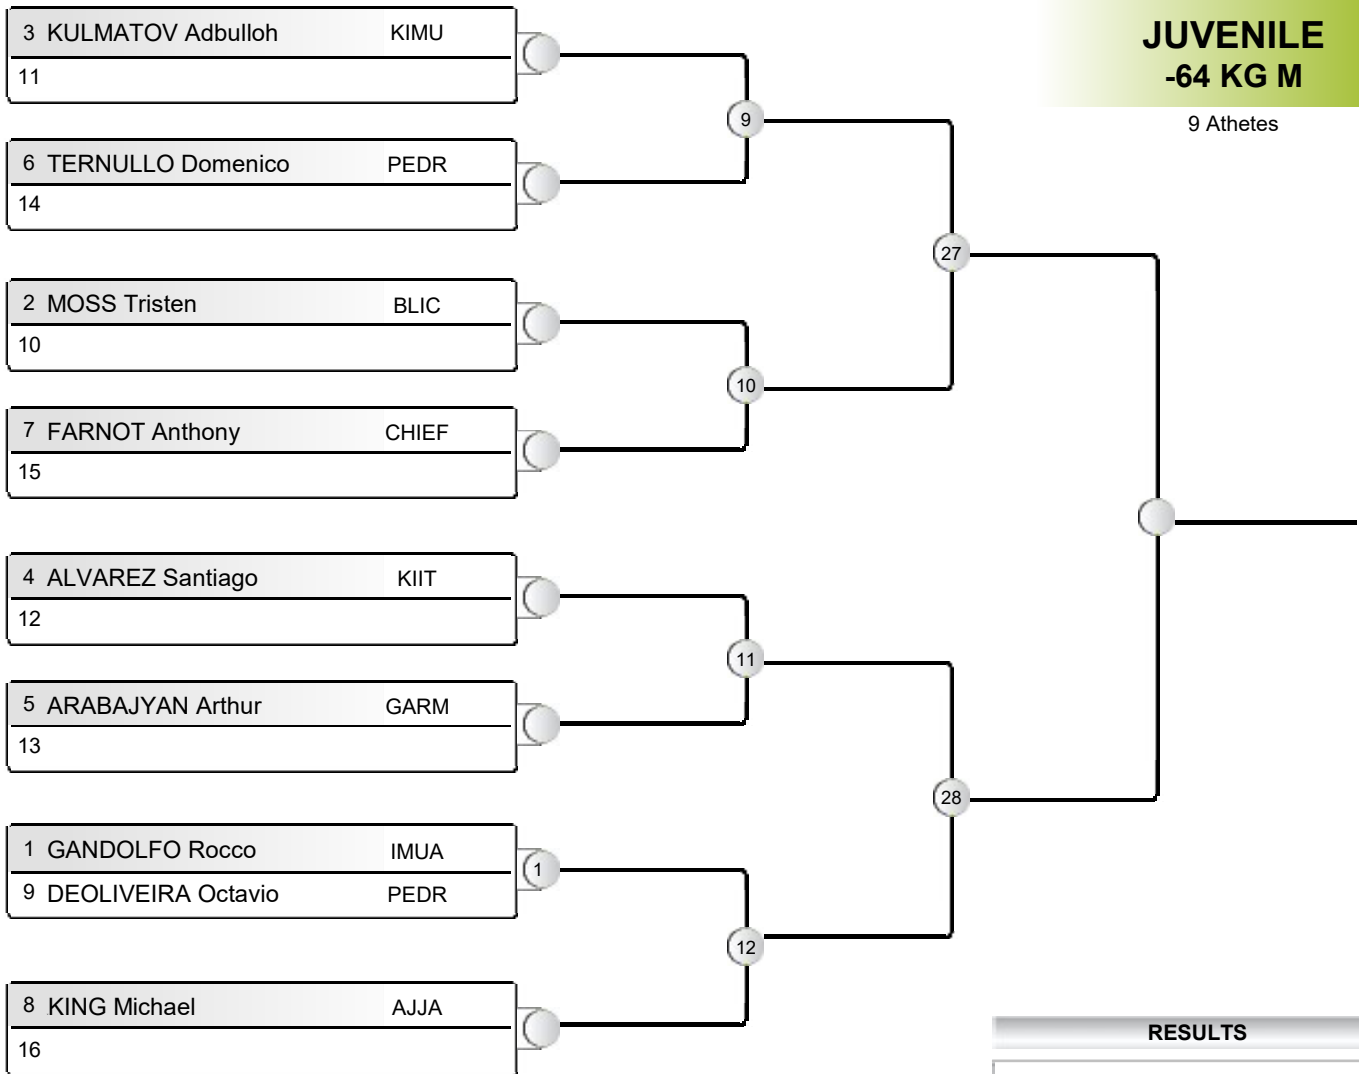 JUVENILE
-64 KG M
9 Athetes
3 KULMATOV Adbulloh KIMU
11
6 TERNULLO Domenico PEDR
14
9
2 MOSS Tristen BLIC
10
7 FARNOT Anthony CHIEF
15
10
27
4 ALVAREZ Santiago KIIT
12
5 ARABAJYAN Arthur GARM
13
11
1 GANDOLFO Rocco IMUA
9 DEOLIVEIRA Octavio PEDR
1
8 KING Michael AJJA
16
12
28
RESULTS